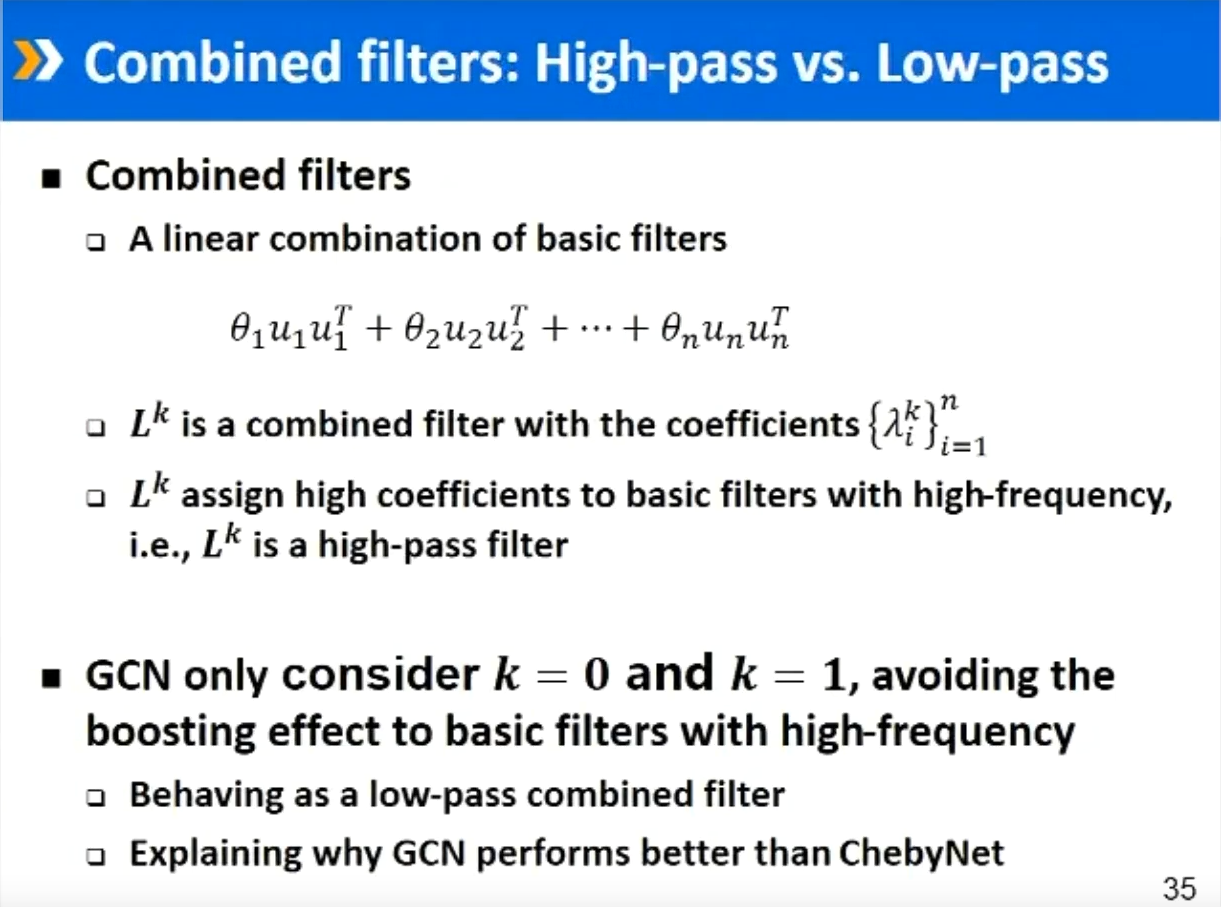 Combined filters: High-pass vs. Low-pass
■ Combined filters
❑ A linear combination of basic filters
θ₁u₁u₁ᵀ + θ₂u₂u₂ᵀ + ⋯ + θₙuₙuₙᵀ
❑ Lᵏ is a combined filter with the coefficients {λᵢᵏ}ⁿᵢ₌₁
❑ Lᵏ assign high coefficients to basic filters with high-frequency,
i.e., Lᵏ is a high-pass filter
■ GCN only consider k = 0 and k = 1, avoiding the
boosting effect to basic filters with high-frequency
❑ Behaving as a low-pass combined filter
❑ Explaining why GCN performs better than ChebyNet
35